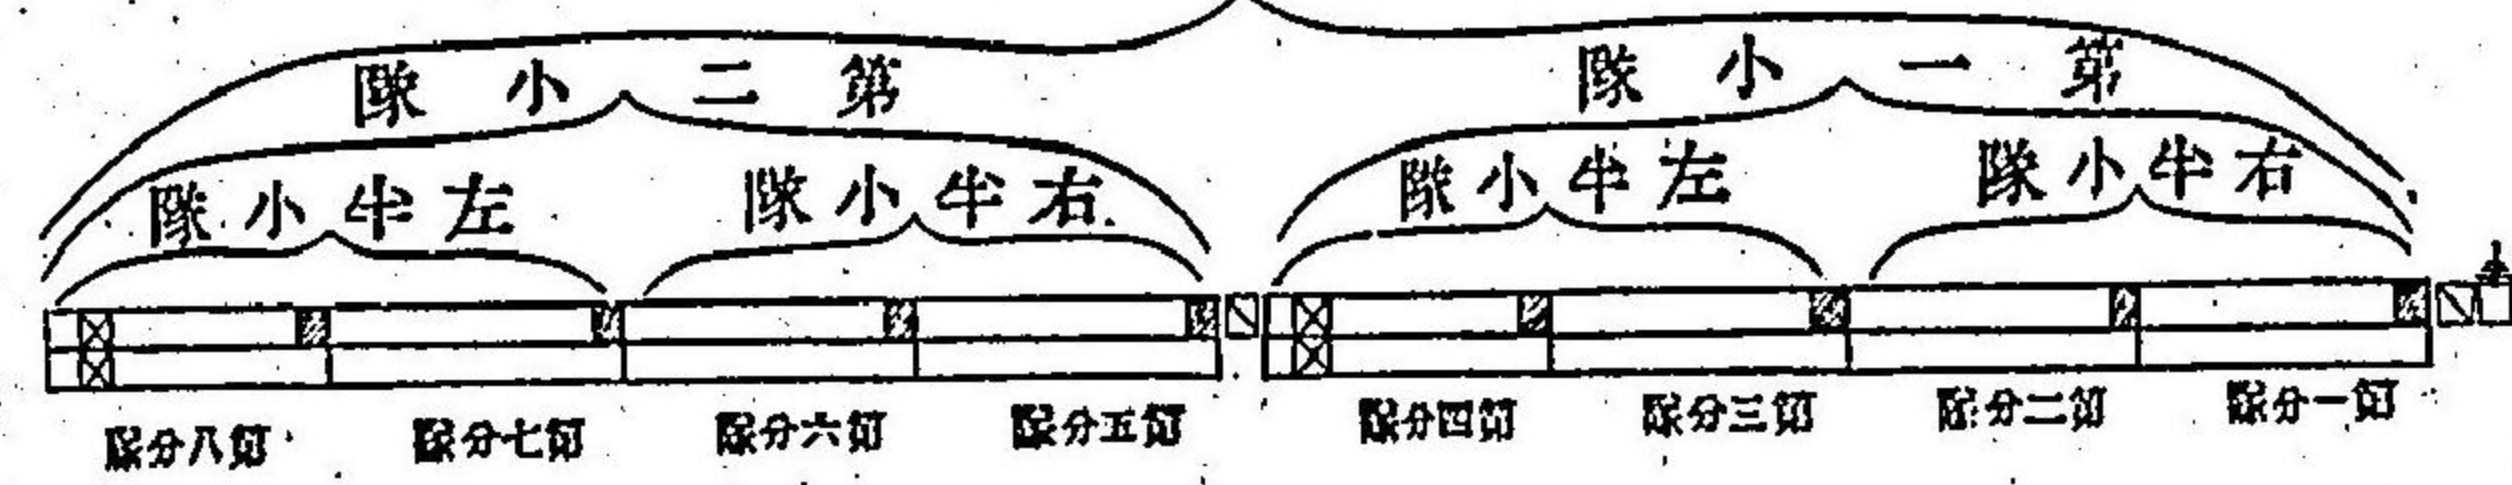 第一小隊
第二小隊
右半小隊
左半小隊
右半小隊
左半小隊
第一分隊
第二分隊
第三分隊
第四分隊
第五分隊
第六分隊
第七分隊
第八分隊